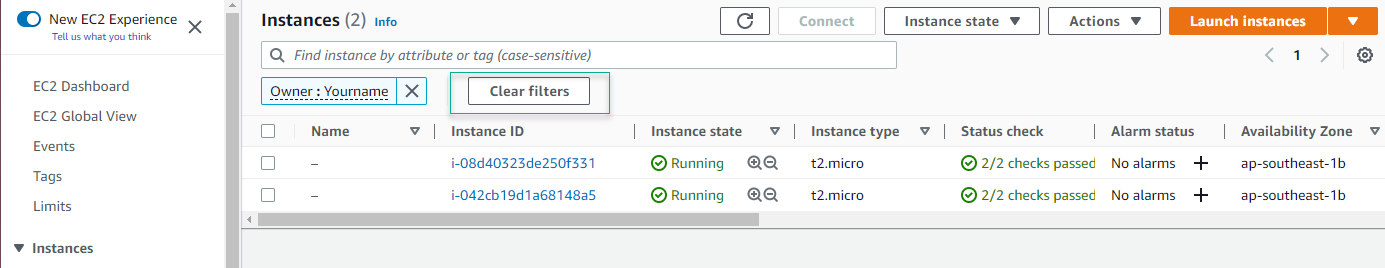 New EC2 Experience
Tell us what you think
EC2 Dashboard
EC2 Global View
Events
Tags
Limits
Instances
Instances (2) Info
Connect Instance state Actions Launch instances
Find instance by attribute or tag (case-sensitive)
1
Owner : Yourname Clear filters
Name Instance ID Instance state Instance type Status check Alarm status Availability Zone
– i-08d40323de250f331 Running t2.micro 2/2 checks passed No alarms ap-southeast-1b
– i-042cb19d1a68148a5 Running t2.micro 2/2 checks passed No alarms ap-southeast-1b